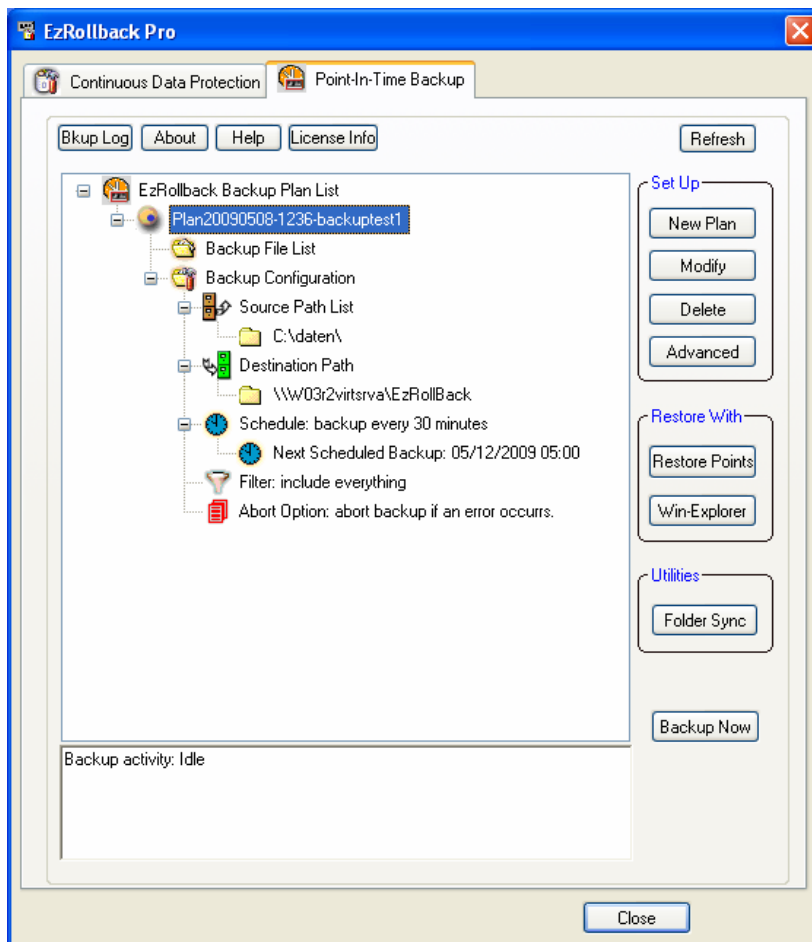 EzRollback Pro
Continuous Data Protection
Point-In-Time Backup
Bkup Log
About
Help
License Info
Refresh
EzRollback Backup Plan List
Plan20090508-1236-backuptest1
Backup File List
Backup Configuration
Source Path List
C:\daten\
Destination Path
\\W03r2virtsrva\EzRollBack
Schedule: backup every 30 minutes
Next Scheduled Backup: 05/12/2009 05:00
Filter: include everything
Abort Option: abort backup if an error occurrs.
Set Up
New Plan
Modify
Delete
Advanced
Restore With
Restore Points
Win-Explorer
Utilities
Folder Sync
Backup Now
Backup activity: Idle
Close